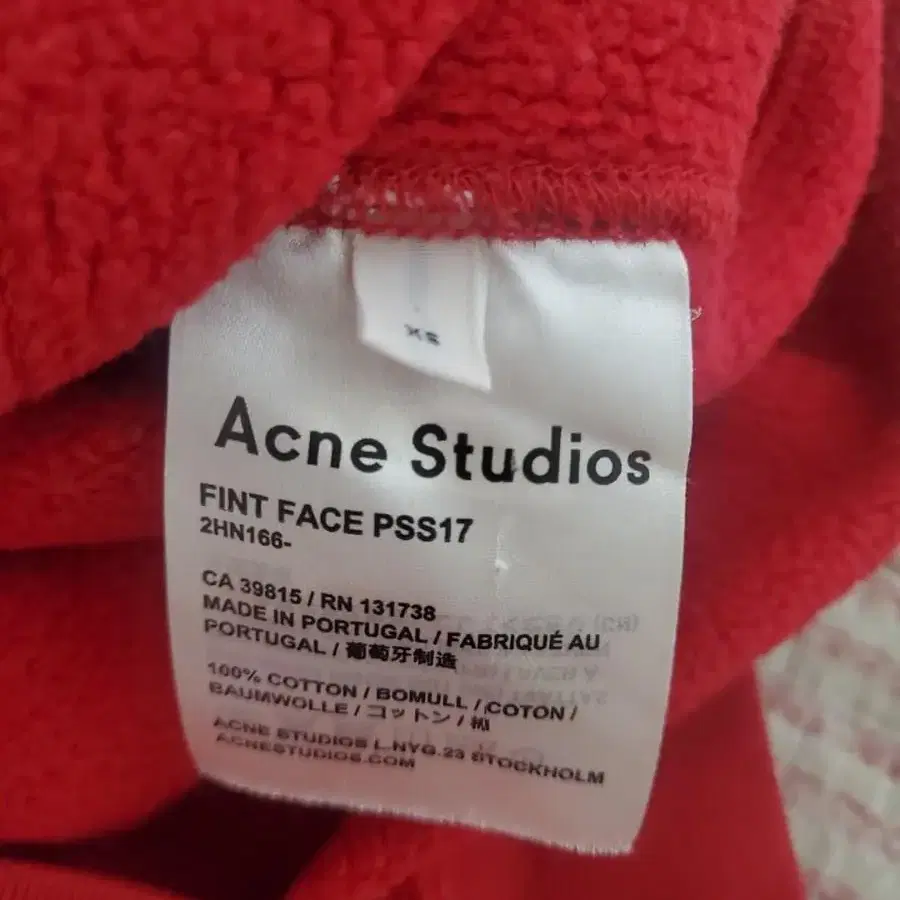 XS
Acne Studios
FINT FACE PSS17
2HN166-
CA 39815 / RN 131738
MADE IN PORTUGAL / FABRIQUÉ AU
PORTUGAL / 葡萄牙制造
100% COTTON / BOMULL / COTON /
BAUMWOLLE / コットン / 棉
ACNE STUDIOS L.NYG.23 STOCKHOLM
ACNESTUDIOS.COM